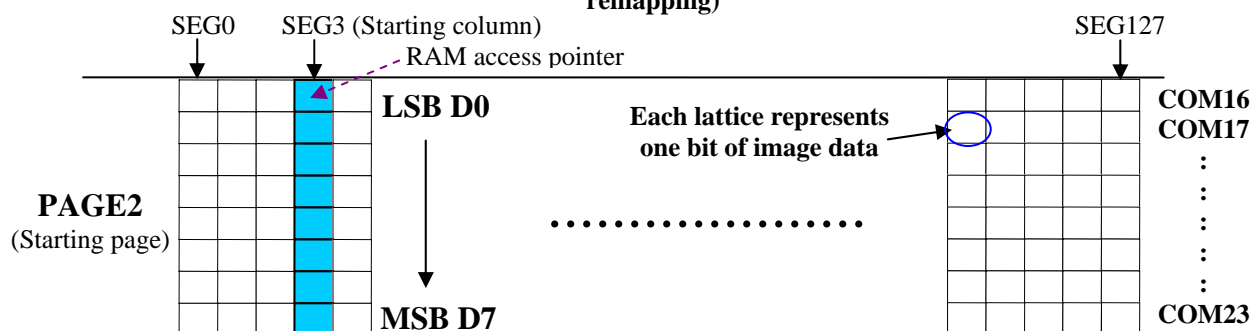 remapping)
SEG0 SEG3 (Starting column) SEG127
RAM access pointer
LSB D0
Each lattice represents
one bit of image data
COM16
COM17
:
:
:
:
:
COM23
PAGE2
(Starting page)
MSB D7